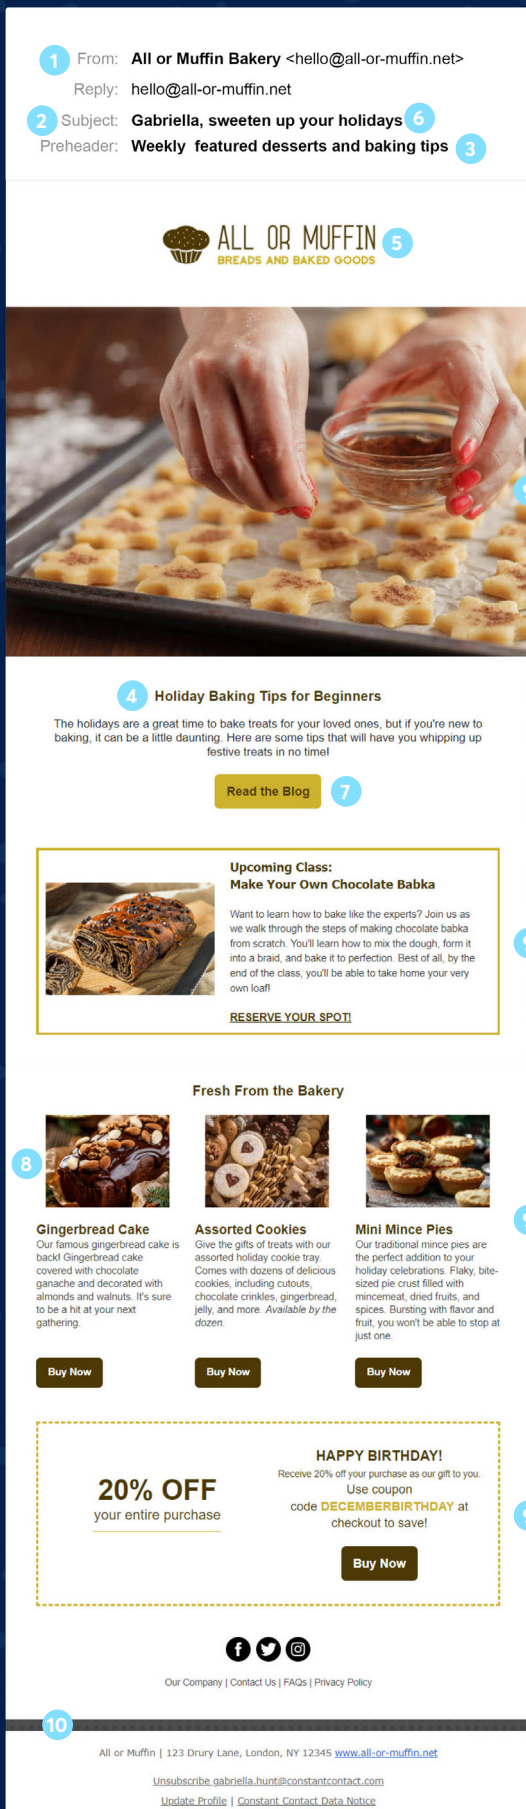 1 From: All or Muffin Bakery <hello@all-or-muffin.net>
Reply: hello@all-or-muffin.net
2 Subject: Gabriella, sweeten up your holidays 6
Preheader: Weekly featured desserts and baking tips 3
ALL OR MUFFIN 5
BREADS AND BAKED GOODS
4 Holiday Baking Tips for Beginners
The holidays are a great time to bake treats for your loved ones, but if you're new to
baking, it can be a little daunting. Here are some tips that will have you whipping up
festive treats in no time!
Read the Blog 7
Upcoming Class:
Make Your Own Chocolate Babka
Want to learn how to bake like the experts? Join us as
we walk through the steps of making chocolate babka
from scratch. You'll learn how to mix the dough, form it
into a braid, and bake it to perfection. Best of all, by the
end of the class, you'll be able to take home your very
own loaf!
RESERVE YOUR SPOT!
Fresh From the Bakery
8
Gingerbread Cake
Our famous gingerbread cake is
back! Gingerbread cake
covered with chocolate
ganache and decorated with
almonds and walnuts. It's sure
to be a hit at your next
gathering.
Buy Now
Assorted Cookies
Give the gifts of treats with our
assorted holiday cookie tray.
Comes with dozens of delicious
cookies, including cutouts,
chocolate crinkles, gingerbread,
jelly, and more. Available by the
dozen.
Buy Now
Mini Mince Pies
Our traditional mince pies are
the perfect addition to your
holiday celebrations. Flaky, bite-
sized pie crust filled with
mincemeat, dried fruits, and
spices. Bursting with flavor and
fruit, you won't be able to stop at
just one.
Buy Now
20% OFF
your entire purchase
HAPPY BIRTHDAY!
Receive 20% off your purchase as our gift to you.
Use coupon
code DECEMBERBIRTHDAY at
checkout to save!
Buy Now
Our Company | Contact Us | FAQs | Privacy Policy
10
All or Muffin | 123 Drury Lane, London, NY 12345 www.all-or-muffin.net
Unsubscribe gabriella.hunt@constantcontact.com
Update Profile | Constant Contact Data Notice